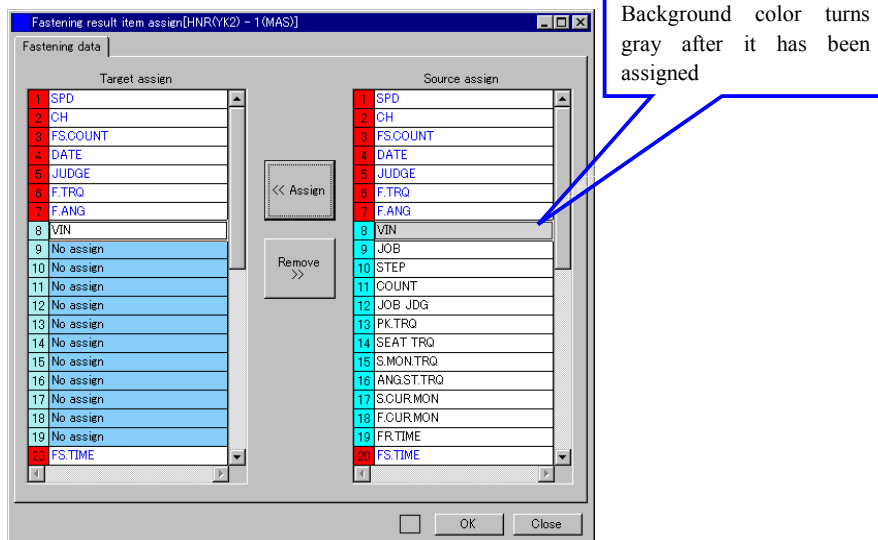 Fastening result item assign[HNR(YK2) - 1(MAS)]
Background color turns
gray after it has been
assigned
Fastening data
Target assign
1 SPD
2 CH
3 FS.COUNT
4 DATE
5 JUDGE
6 F.TRQ
7 F.ANG
8 VIN
9 No assign
10 No assign
11 No assign
12 No assign
13 No assign
14 No assign
15 No assign
16 No assign
17 No assign
18 No assign
19 No assign
20 FS.TIME
<< Assign
Remove
>>
Source assign
1 SPD
2 CH
3 FS.COUNT
4 DATE
5 JUDGE
6 F.TRQ
7 F.ANG
8 VIN
9 JOB
10 STEP
11 COUNT
12 JOB JDG
13 PK.TRQ
14 SEAT TRQ
15 S.MON.TRQ
16 ANG.ST.TRQ
17 S.CUR.MON
18 F.CUR.MON
19 FR.TIME
20 FS.TIME
OK
Close